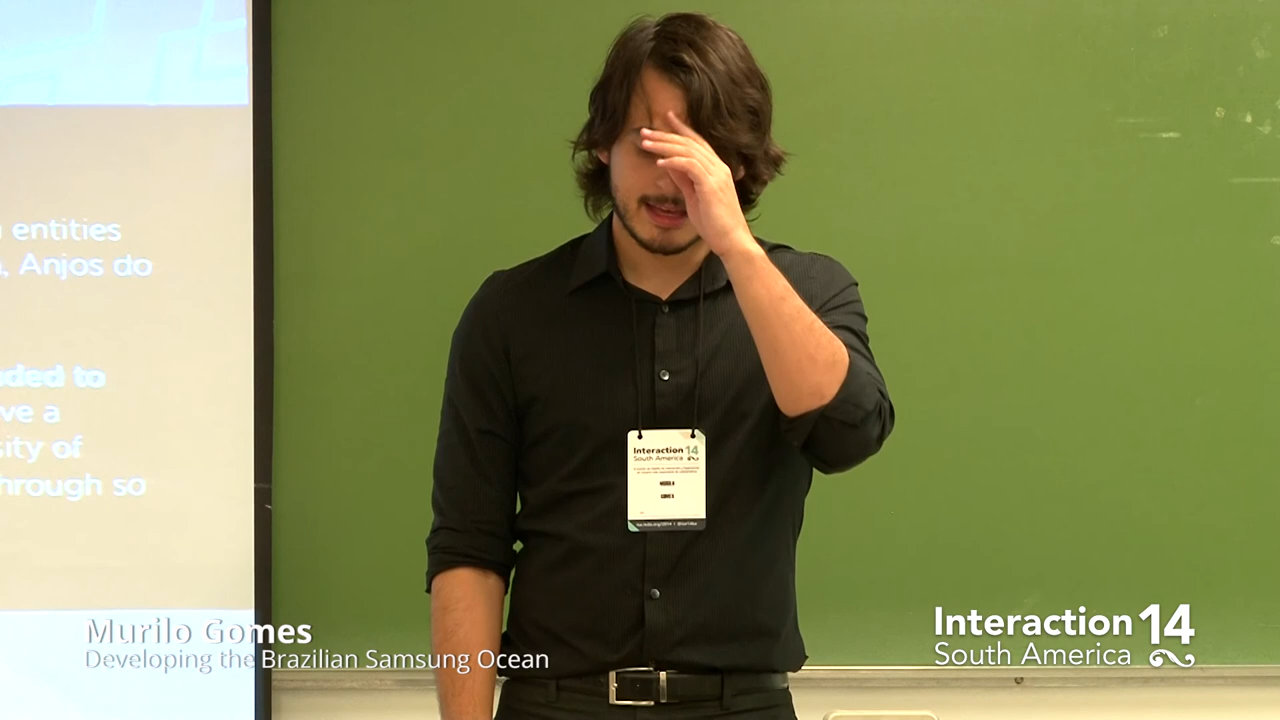 entities
, Anjos do
ded to
ve a
sity of
hrough so
Interaction 14
South America
Murilo Gomes
Developing the Brazilian Samsung Ocean
Interaction 14
South America